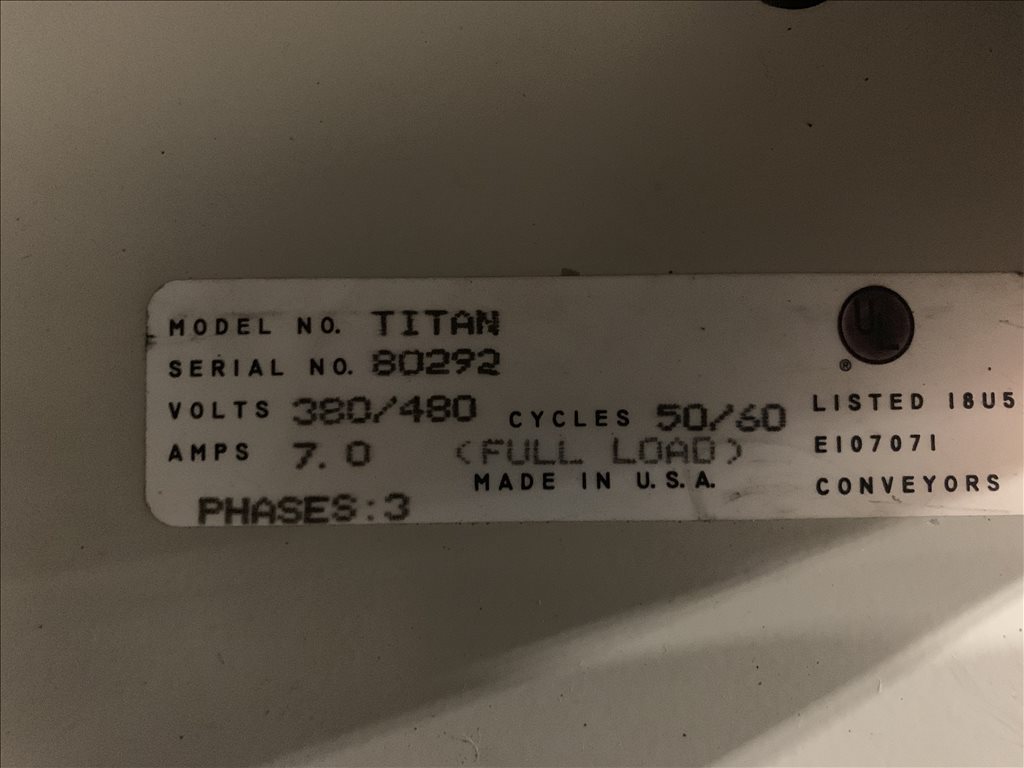 MODEL NO. TITAN
SERIAL NO. 80292
VOLTS 380/480 CYCLES 50/60
AMPS 7.0 (FULL LOAD)
MADE IN U.S.A.
PHASES:3
UL
®
LISTED 18U5
E107071
CONVEYORS